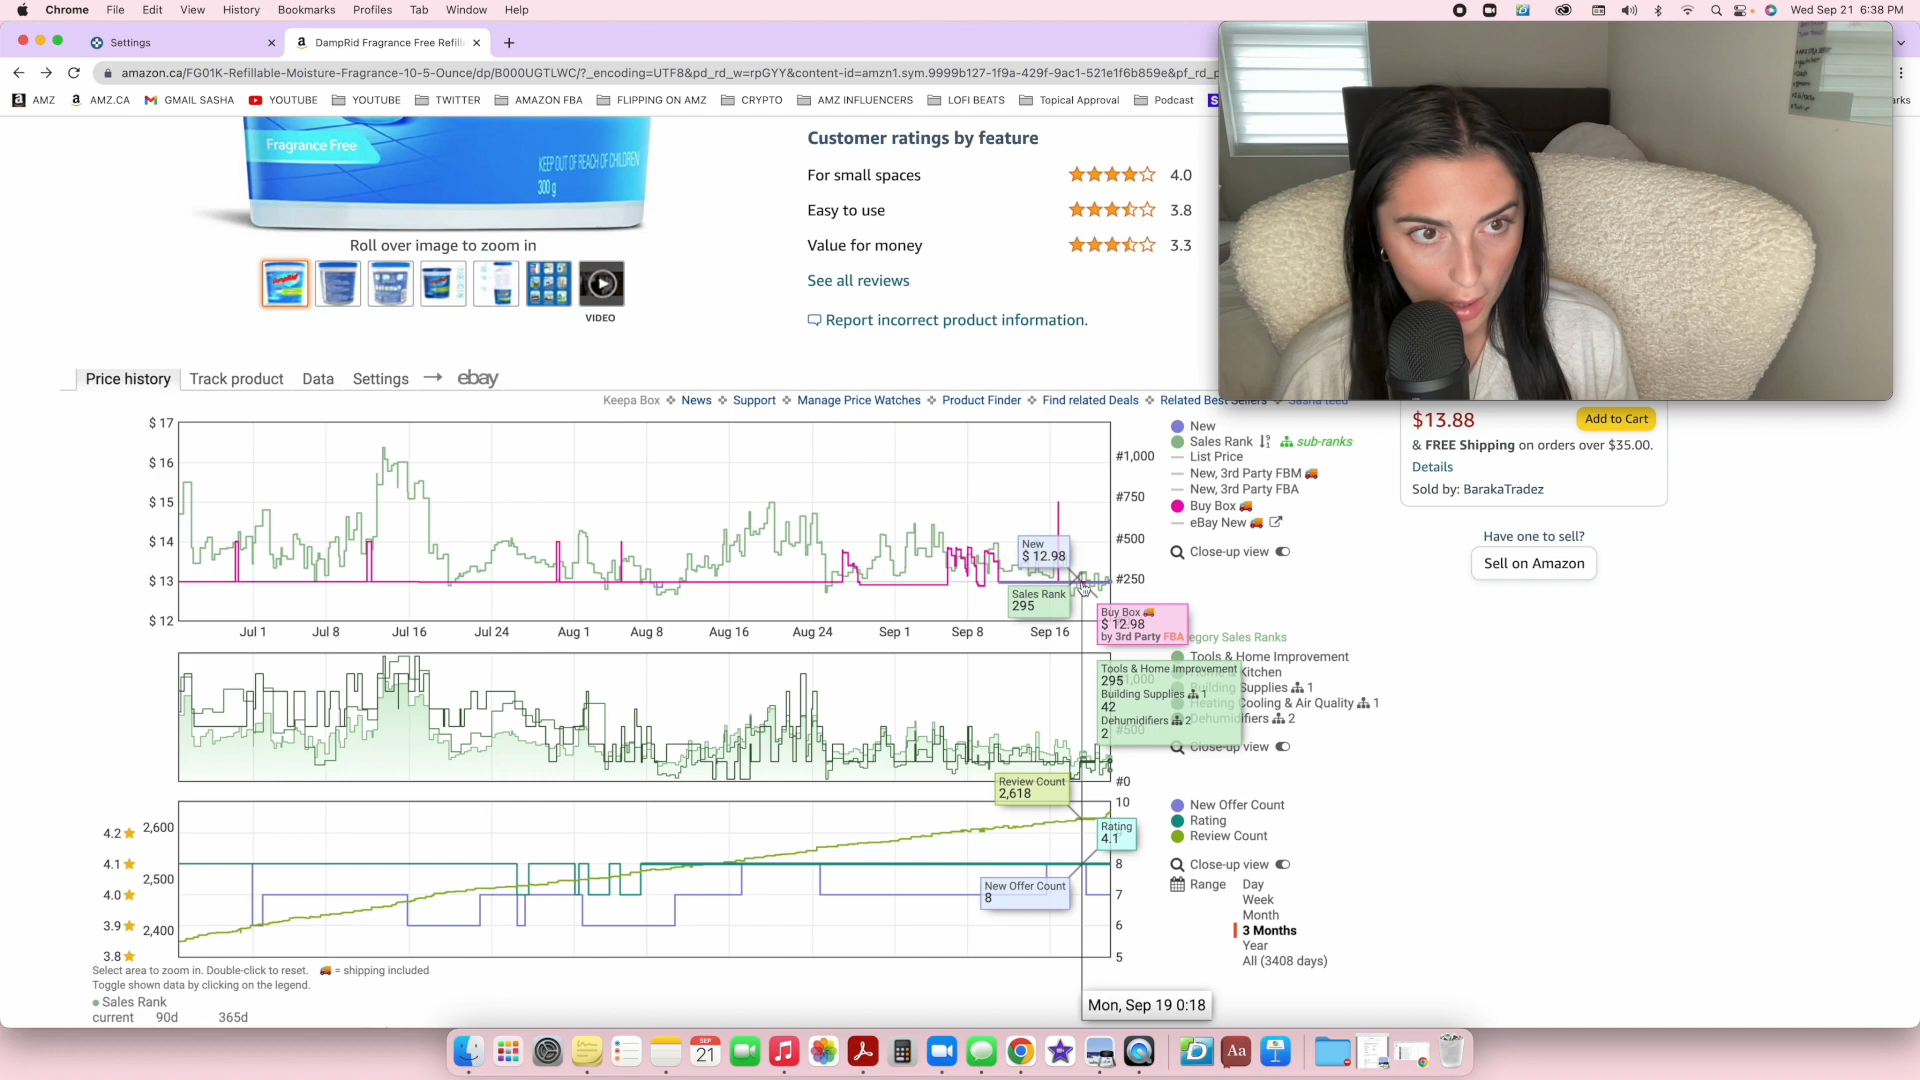 Chrome File Edit View History Bookmarks Profiles Tab Window Help Wed Sep 21 6:38 PM
Settings DampRid Fragrance Free Refill
amazon.ca/FG01K-Refillable-Moisture-Fragrance-10-5-Ounce/dp/B000UGTLWC/?_encoding=UTF8&pd_rd_w=rpGYY&content-id=amzn1.sym.9999b127-1f9a-429f-9ac1-521e1f6b859e&pf_rd_p
AMZ AMZ.CA GMAIL SASHA YOUTUBE YOUTUBE TWITTER AMAZON FBA FLIPPING ON AMZ CRYPTO AMZ INFLUENCERS LOFI BEATS Topical Approval Podcast
Fragrance Free
KEEP OUT OF REACH OF CHILDREN
300 g
Customer ratings by feature
For small spaces 4.0
Easy to use 3.8
Value for money 3.3
See all reviews
Report incorrect product information.
Roll over image to zoom in
VIDEO
Price history Track product Data Settings → ebay
Keepa Box News Support Manage Price Watches Product Finder Find related Deals Related Best Sellers
$13.88 Add to Cart
& FREE Shipping on orders over $35.00.
Details
Sold by: BarakaTradez
Have one to sell?
Sell on Amazon
$ 17
$ 16
$ 15
$ 14
$ 13
$ 12
#1,000
#750
#500
#250
New
Sales Rank sub-ranks
List Price
New, 3rd Party FBM
New, 3rd Party FBA
Buy Box
eBay New
Close-up view
New
$ 12.98
Sales Rank
295
Buy Box
$ 12.98
by 3rd Party FBA
Jul 1 Jul 8 Jul 16 Jul 24 Aug 1 Aug 8 Aug 16 Aug 24 Sep 1 Sep 8 Sep 16
egory Sales Ranks
Tools & Home Improvement
Kitchen
Building Supplies 1
Heating Cooling & Air Quality 1
Dehumidifiers 2
Close-up view
Tools & Home Improvement
295
Building Supplies 1
42
Dehumidifiers 2
2
#0
Review Count
2,618
Rating
4.1
New Offer Count
8
4.2 2,600
4.1
4.0 2,500
3.9 2,400
3.8
10
8
7
6
5
New Offer Count
Rating
Review Count
Close-up view
Range Day
Week
Month
3 Months
Year
All (3408 days)
Select area to zoom in. Double-click to reset. = shipping included
Toggle shown data by clicking on the legend.
Sales Rank
current 90d 365d
Mon, Sep 19 0:18
SEP
21
Aa